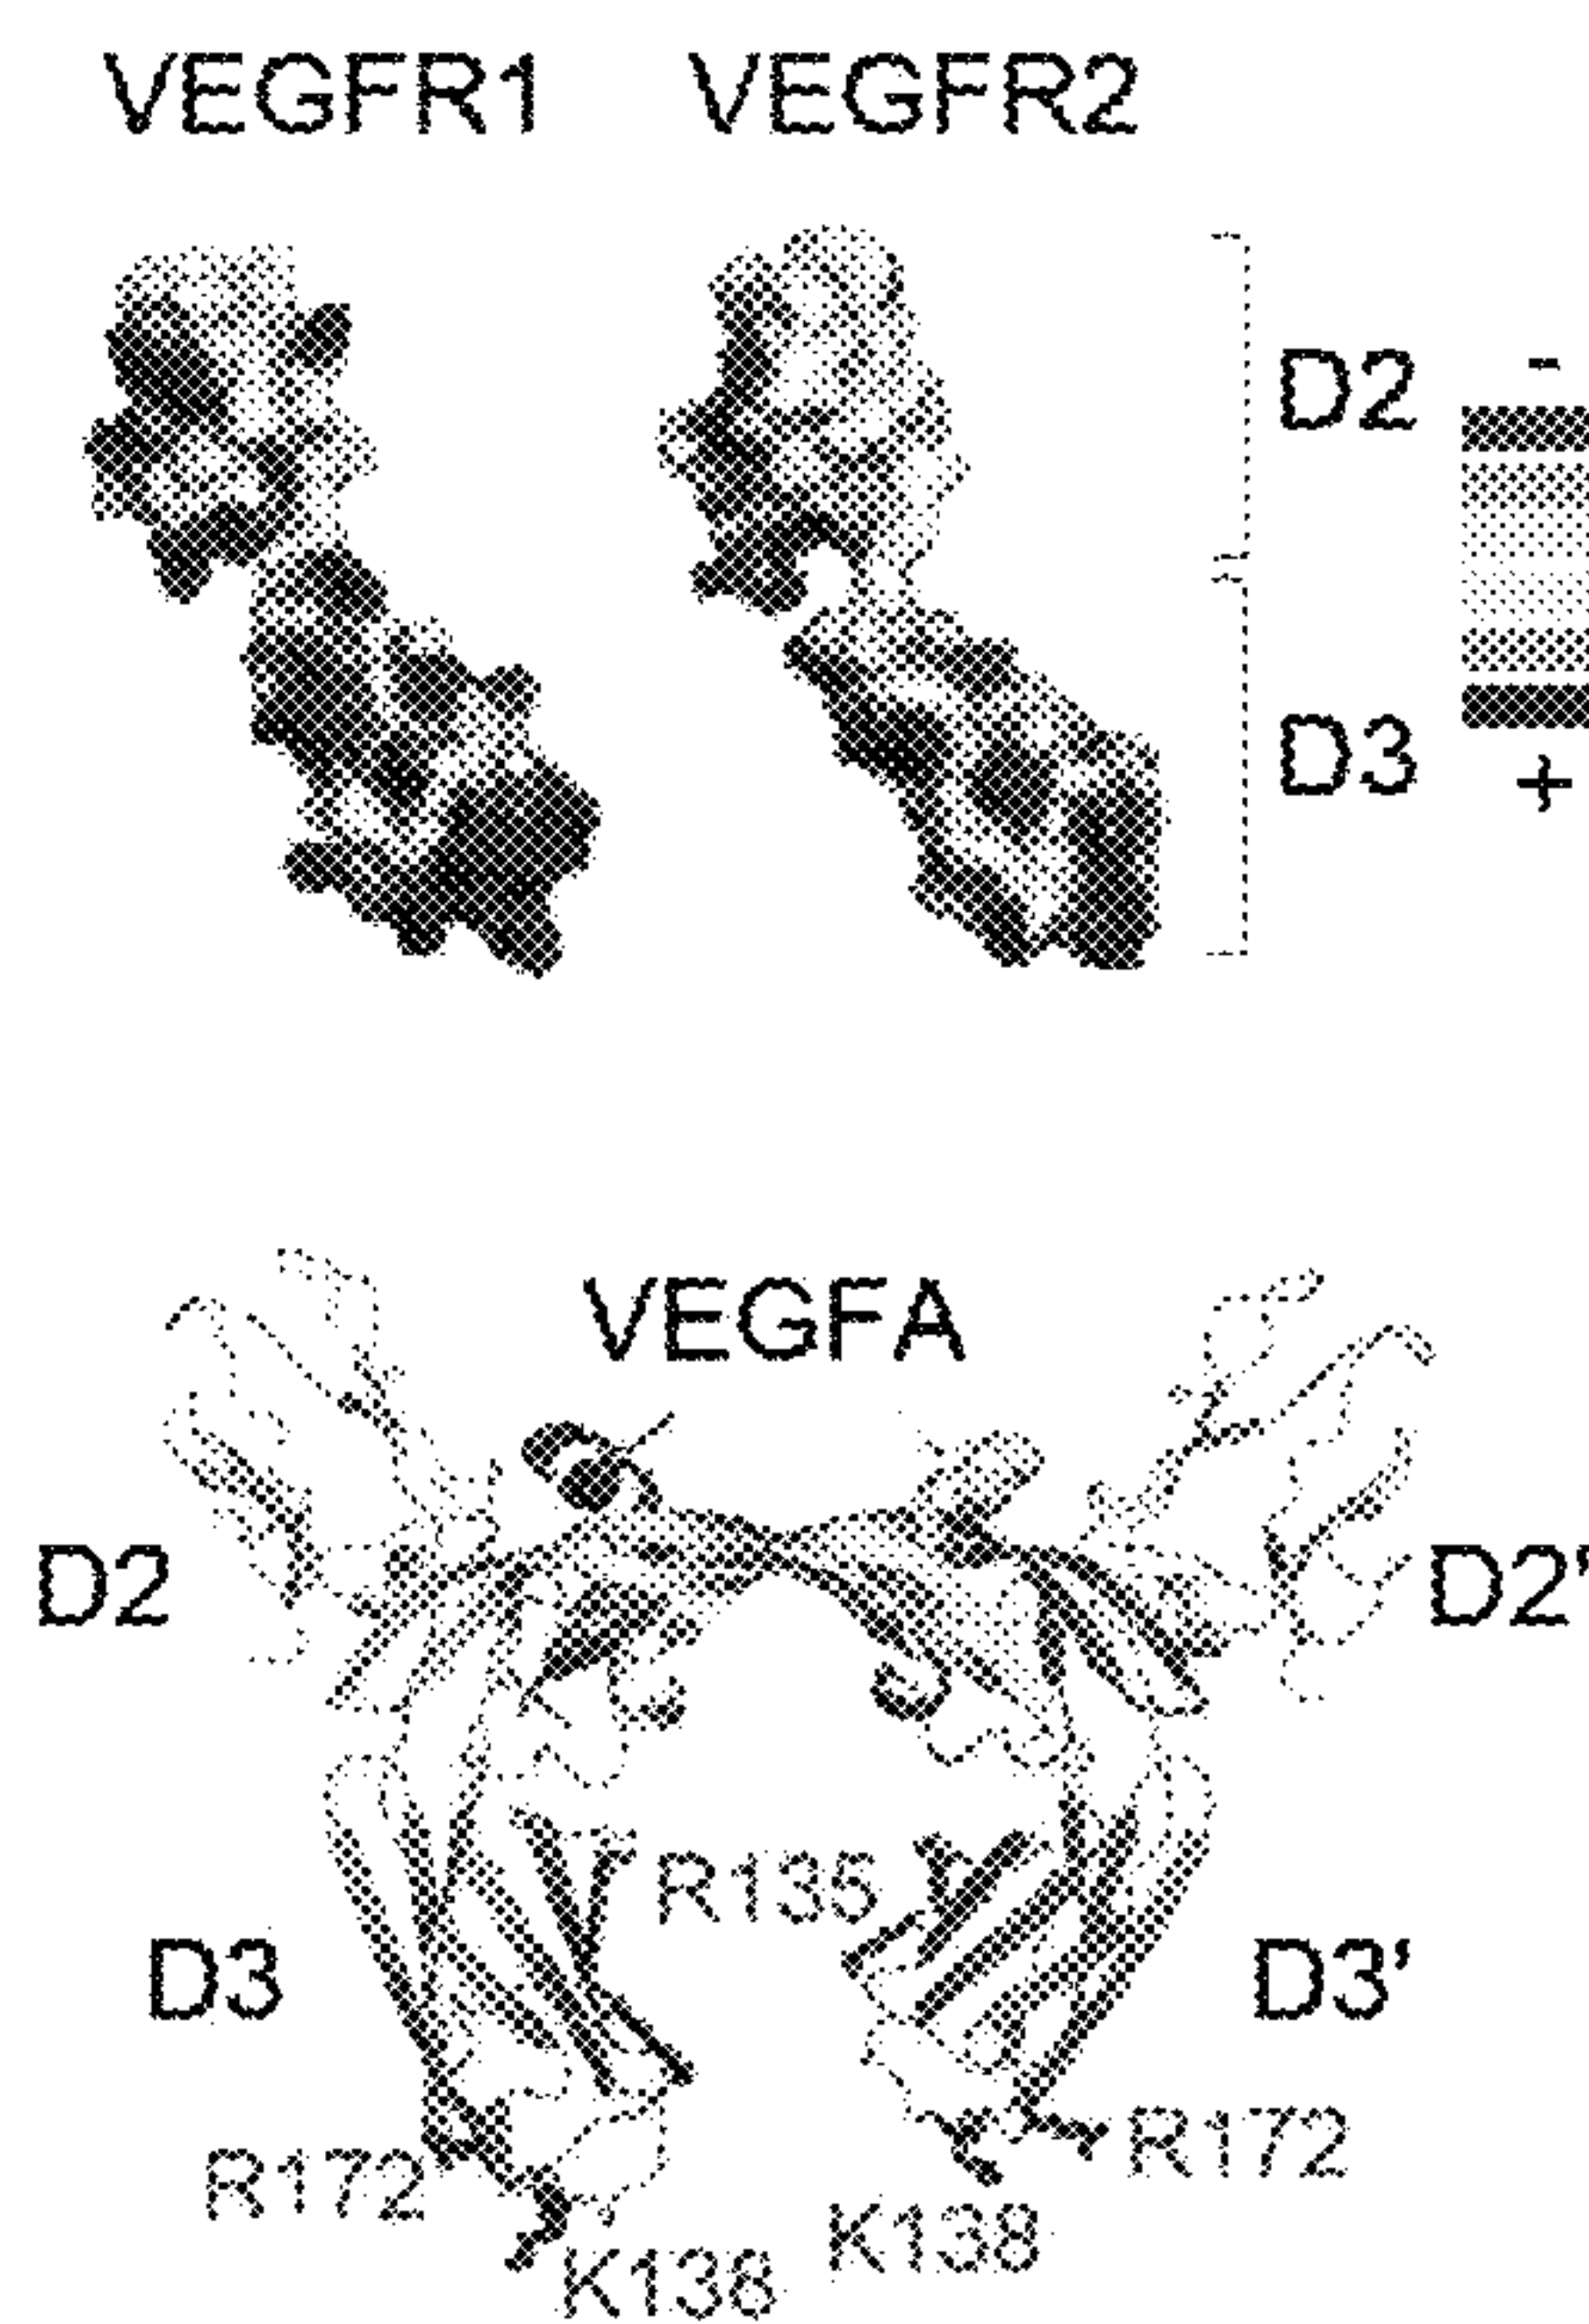 VEGFR1 VEGFR2
D2 -
D3 +
VEGFA
D2 D2'
R135
D3 D3'
R172 R172
K138 K138